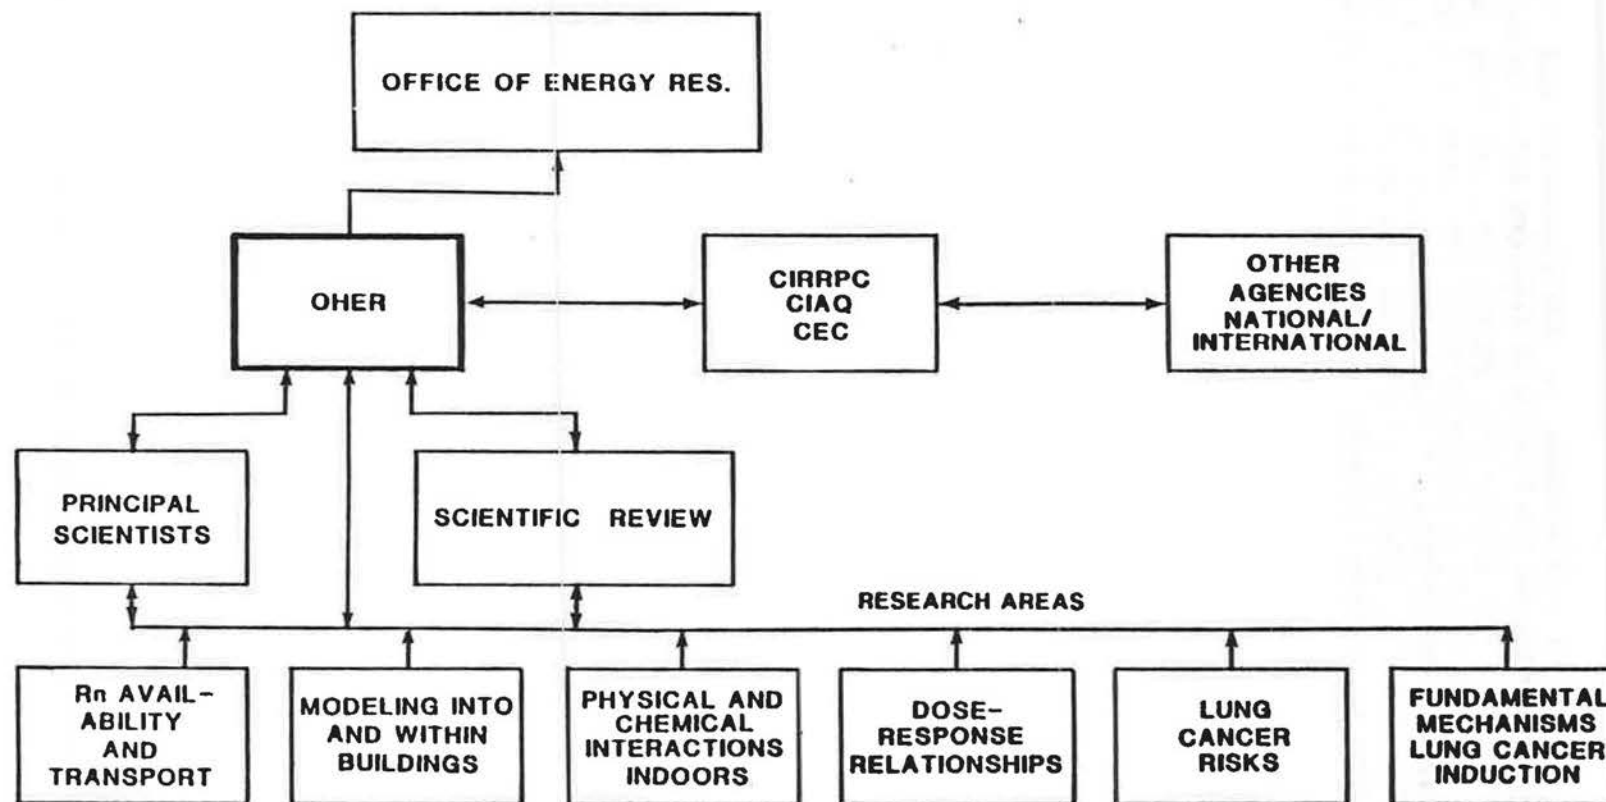 OFFICE OF ENERGY RES.
OHER
CIRRPC
CIAQ
CEC
OTHER
AGENCIES
NATIONAL/
INTERNATIONAL
PRINCIPAL
SCIENTISTS
SCIENTIFIC REVIEW
RESEARCH AREAS
Rn AVAIL-
ABILITY
AND
TRANSPORT
MODELING INTO
AND WITHIN
BUILDINGS
PHYSICAL AND
CHEMICAL
INTERACTIONS
INDOORS
DOSE-
RESPONSE
RELATIONSHIPS
LUNG
CANCER
RISKS
FUNDAMENTAL
MECHANISMS
LUNG CANCER
INDUCTION